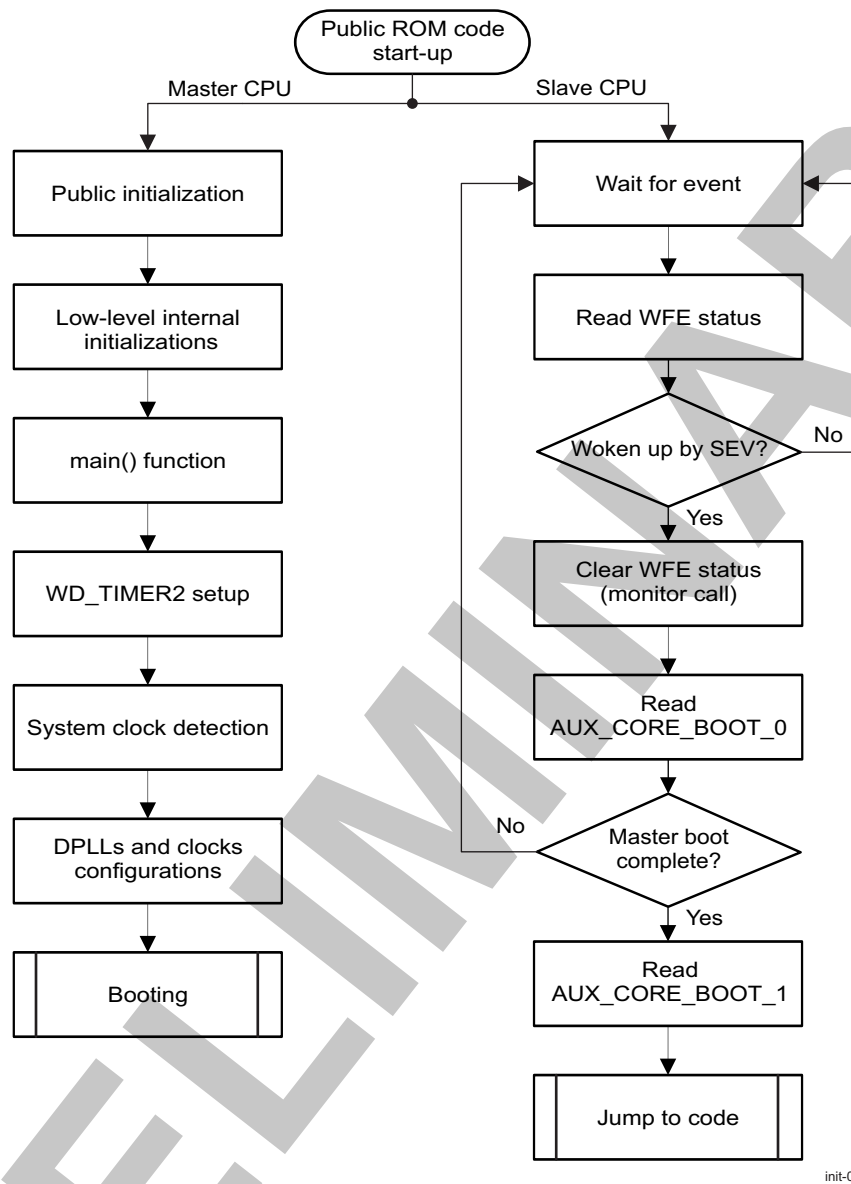 Public ROM code
start-up
Master CPU
Slave CPU
Public initialization
Low-level internal
initializations
main() function
WD_TIMER2 setup
System clock detection
DPLLs and clocks
configurations
Booting
Wait for event
Read WFE status
Woken up by SEV?
No
Yes
Clear WFE status
(monitor call)
Read
AUX_CORE_BOOT_0
No
Master boot
complete?
Yes
Read
AUX_CORE_BOOT_1
Jump to code